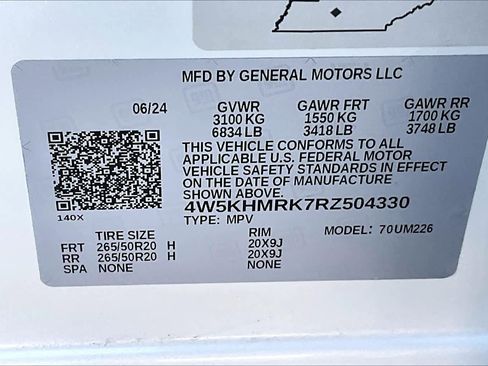 MFD BY GENERAL MOTORS LLC
06/24 GVWR GAWR FRT GAWR RR
3100 KG 1550 KG 1700 KG
6834 LB 3418 LB 3748 LB
THIS VEHICLE CONFORMS TO ALL
APPLICABLE U.S. FEDERAL MOTOR
VEHICLE SAFETY STANDARDS IN EFFECT
ON THE DATE OF MANUFACTURE
SHOWN ABOVE.
4W5KHMRK7RZ504330
140X TYPE: MPV MODEL: 70UM226
TIRE SIZE RIM
FRT 265/50R20 H 20X9J
RR 265/50R20 H 20X9J
SPA NONE NONE